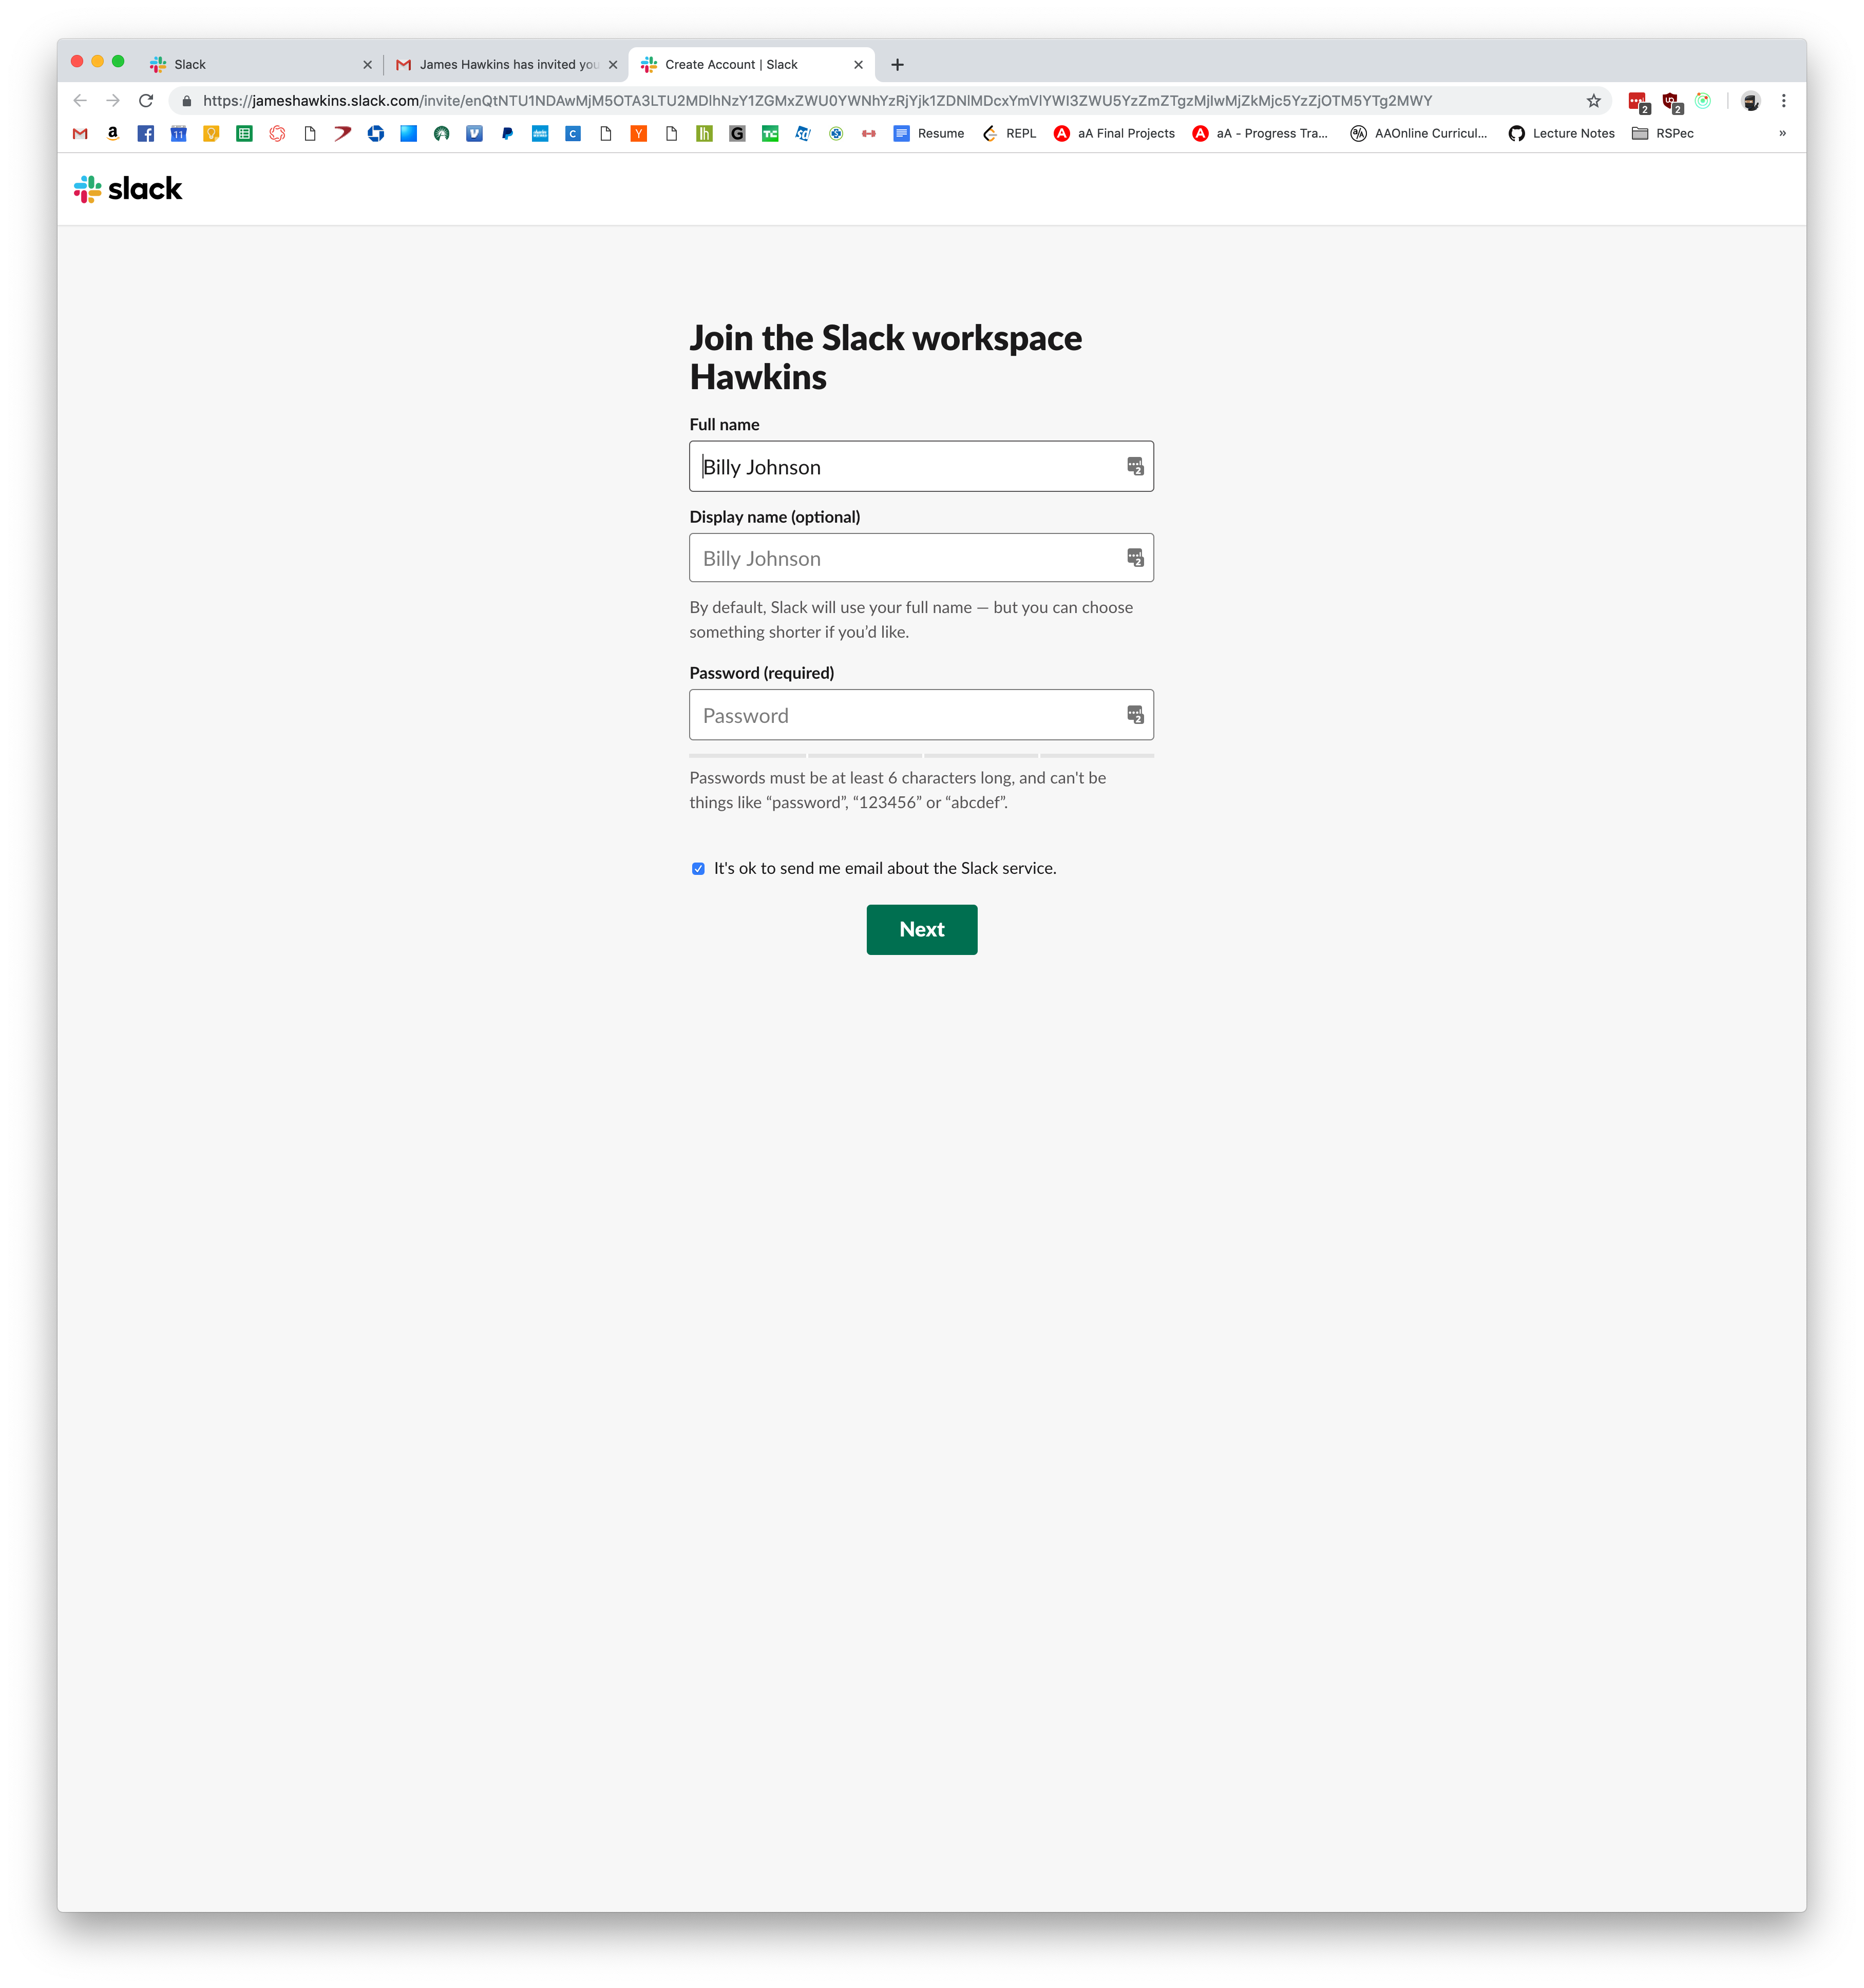 Slack
James Hawkins has invited you
Create Account | Slack
https://jameshawkins.slack.com/invite/enQtNTU1NDAwMjM5OTA3LTU2MDlhNzY1ZGMxZWU0YWNhYzRjYjk1ZDNlMDcxYmVlYWI3ZWU5YzZmZTgzMjIwMjZkMjc5YzZjOTM5YTg2MWY
2
2
Resume
REPL
aA Final Projects
aA - Progress Tra...
AAOnline Curricul...
Lecture Notes
RSPec
»
slack
Join the Slack workspace
Hawkins
Full name
Billy Johnson
Display name (optional)
Billy Johnson
By default, Slack will use your full name — but you can choose
something shorter if you’d like.
Password (required)
Password
Passwords must be at least 6 characters long, and can't be
things like “password”, “123456” or “abcdef”.
It's ok to send me email about the Slack service.
Next